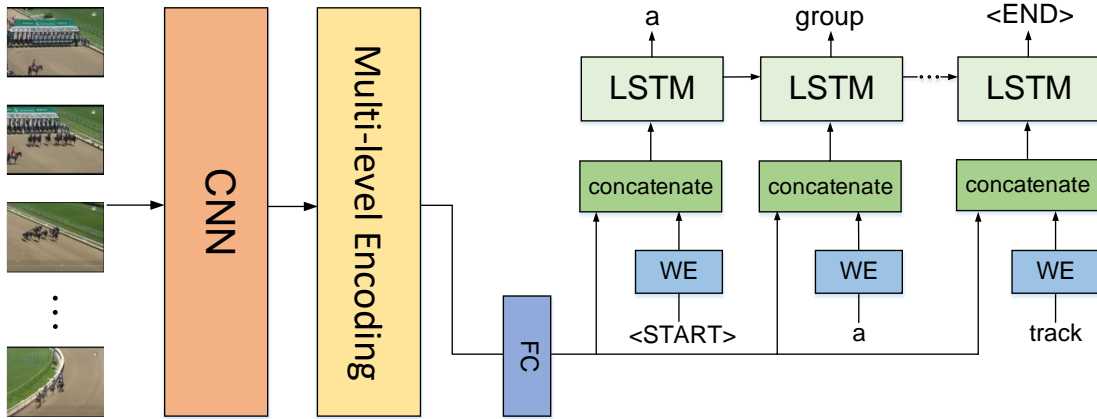 CNN
Multi-level Encoding
FC
a
group
<END>
LSTM
LSTM
LSTM
concatenate
concatenate
concatenate
WE
WE
WE
<START>
a
track